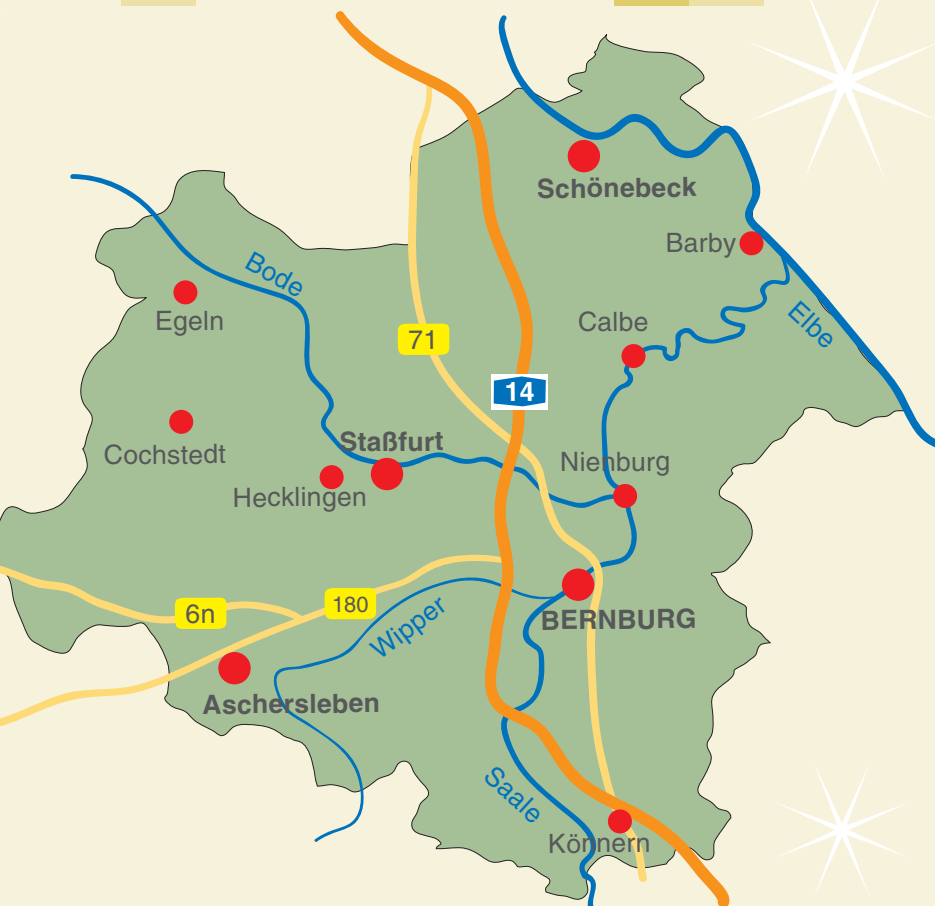 Schönebeck
Barby
Bode
Egeln
Elbe
Calbe
71
14
Staßfurt
Cochstedt
Nienburg
Hecklingen
180
6n
Wipper
BERNBURG
Aschersleben
Saale
Könnern